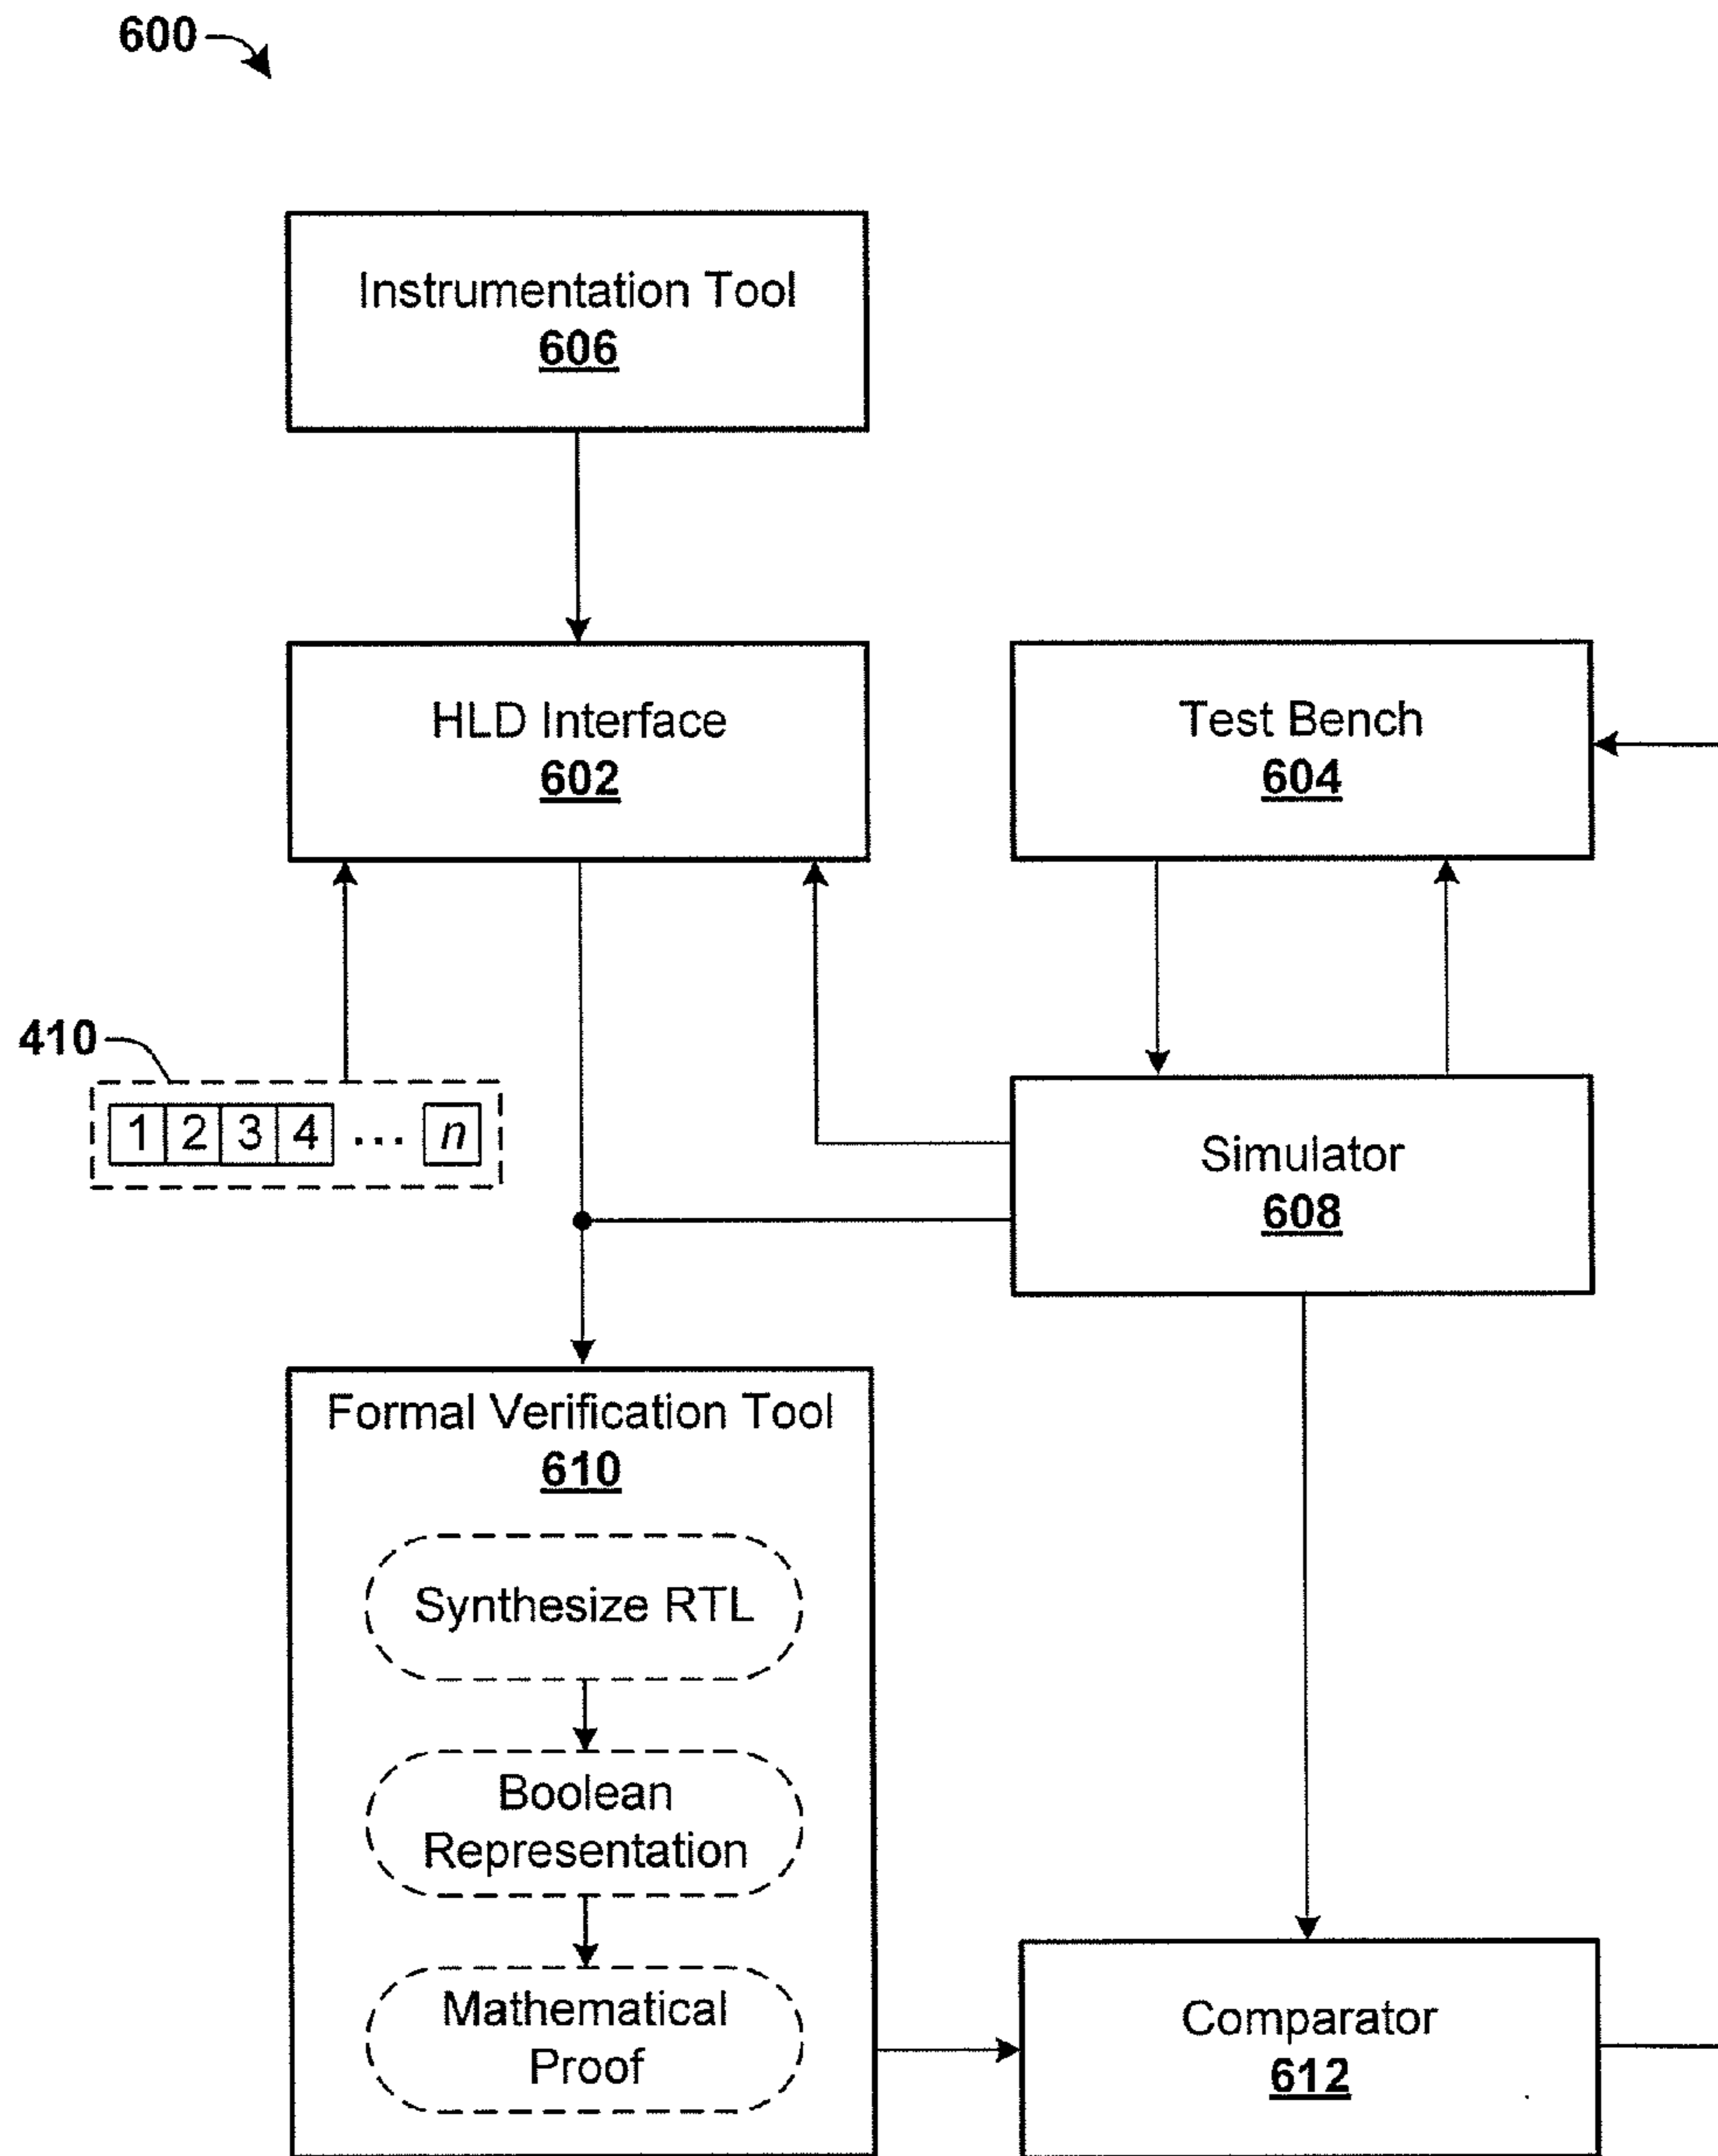 600
Instrumentation Tool
606
HLD Interface
602
Test Bench
604
410
1 2 3 4 ... n
Simulator
608
Formal Verification Tool
610
Synthesize RTL
Boolean
Representation
Mathematical
Proof
Comparator
612